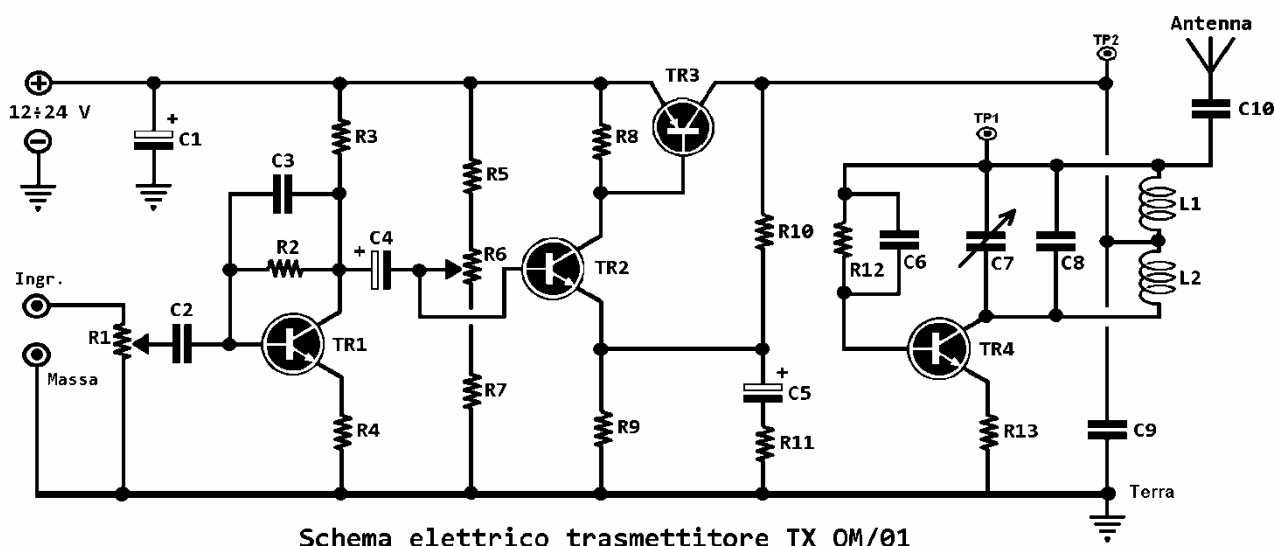 Antenna
TP2
TR3
C10
12÷24 V
+
C1
R3
R8
TP1
C3
R5
L1
R2
+
C4
R6
TR2
R10
R12
C6
C7
C8
L2
Ingr.
C2
R1
TR1
TR4
Massa
R7
+
C5
R4
R9
R11
R13
C9
Terra
Schema elettrico trasmettitore TX OM/01